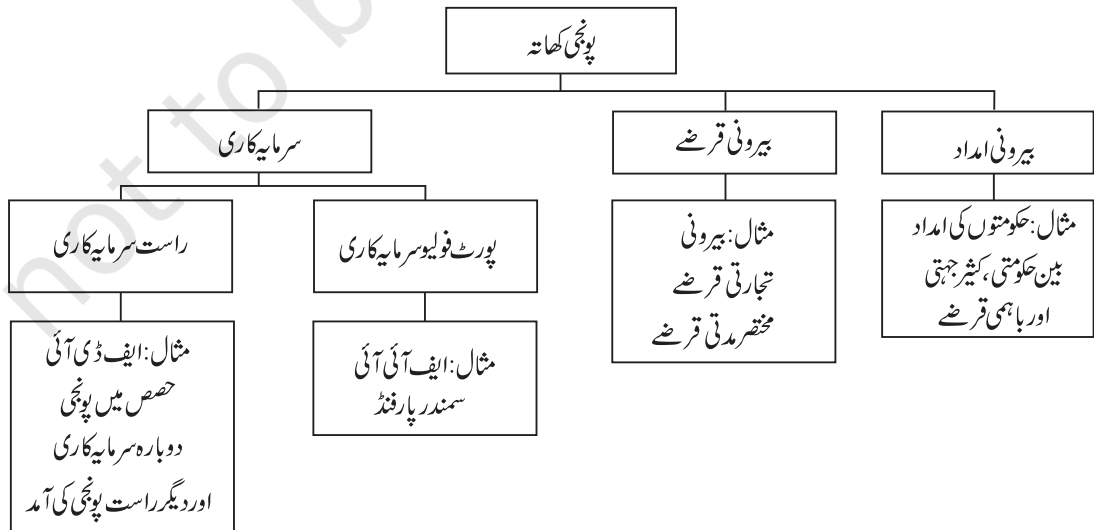 پونجی کھاتہ
سرمایہ کاری
بیرونی قرضے
بیرونی امداد
راست سرمایہ کاری
پورٹ فولیو سرمایہ کاری
مثال: بیرونی
تجارتی قرضے
مختصر مدتی قرضے
مثال: حکومتوں کی امداد
بین حکومتی، کثیر جہتی
اور باہمی قرضے
مثال: ایف ڈی آئی
حصص میں پونجی
دوبارہ سرمایہ کاری
اور دیگر راست پونجی کی آمد
مثال: ایف آئی آئی
سمندر پار فنڈ
not to b